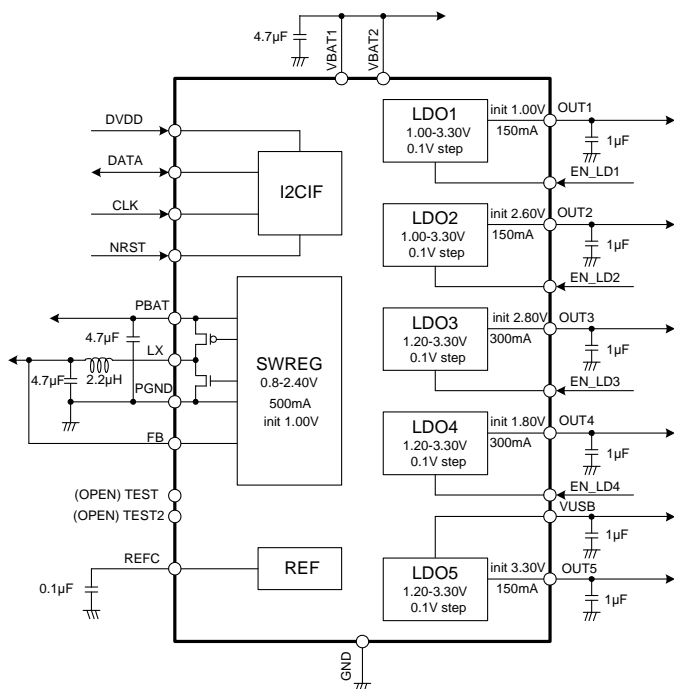 4.7µF
VBAT1
VBAT2
DVDD
DATA
CLK
NRST
I2CIF
PBAT
4.7µF
LX
4.7µF
2.2µH
PGND
FB
SWREG
0.8-2.40V
500mA
init 1.00V
(OPEN) TEST
(OPEN) TEST2
REFC
0.1µF
REF
GND
LDO1
1.00-3.30V
0.1V step
init 1.00V
150mA
OUT1
1µF
EN_LD1
LDO2
1.00-3.30V
0.1V step
init 2.60V
150mA
OUT2
1µF
EN_LD2
LDO3
1.20-3.30V
0.1V step
init 2.80V
300mA
OUT3
1µF
EN_LD3
LDO4
1.20-3.30V
0.1V step
init 1.80V
300mA
OUT4
1µF
EN_LD4
VUSB
1µF
LDO5
1.20-3.30V
0.1V step
init 3.30V
150mA
OUT5
1µF